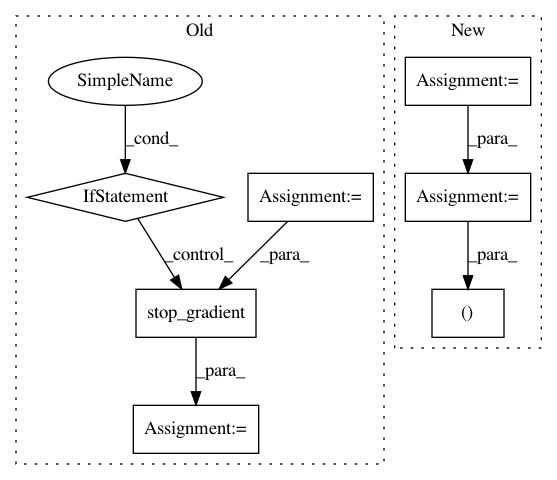 Old
New
SimpleName
Assignment:=
_cond_
_para_
IfStatement
Assignment:=
Assignment:=
_control_
_para_
_para_
stop_gradient
()
_para_
Assignment:=